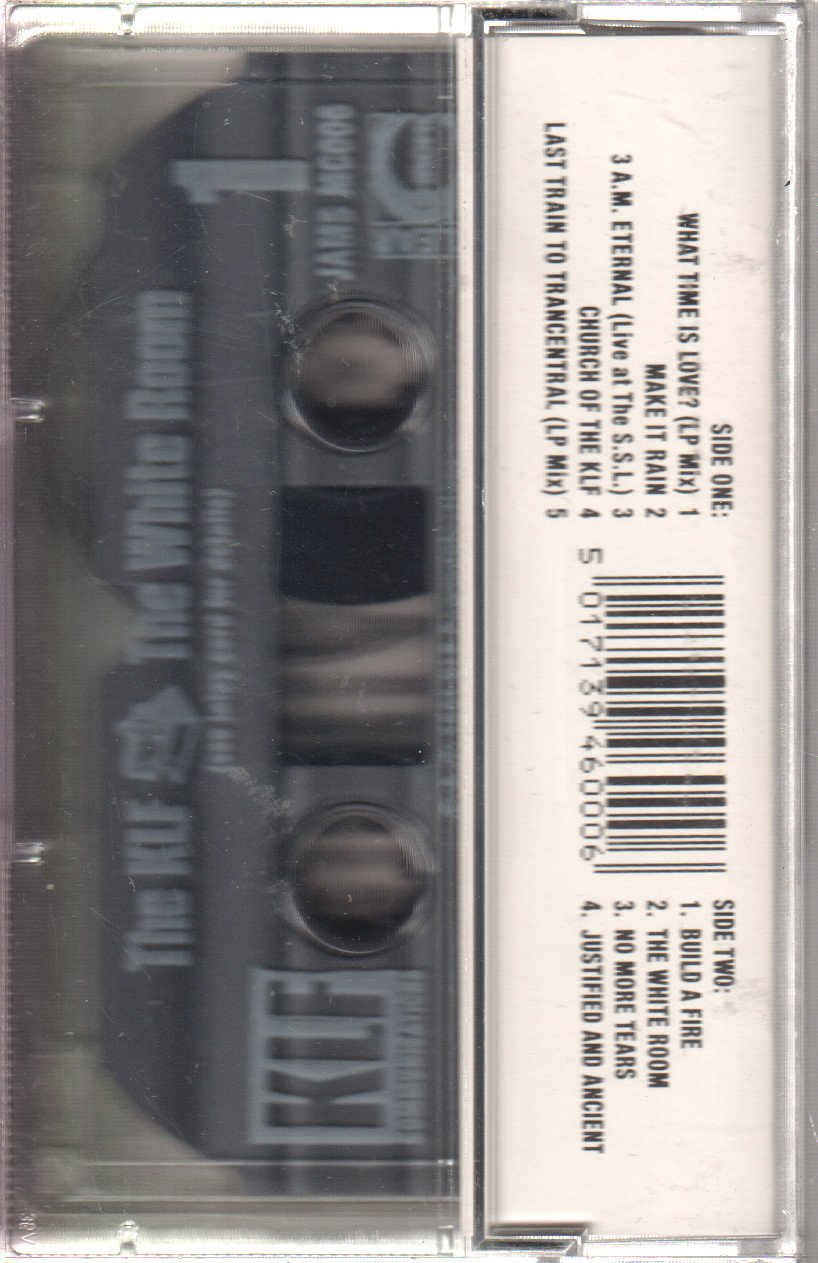 SIDE ONE:
WHAT TIME IS LOVE? (LP Mix) 1
MAKE IT RAIN 2
3 A.M. ETERNAL (Live at The S.S.L.) 3
CHURCH OF THE KLF 4
LAST TRAIN TO TRANCENTRAL (LP Mix) 5
5 017139 460006
SIDE TWO:
1. BUILD A FIRE
2. THE WHITE ROOM
3. NO MORE TEARS
4. JUSTIFIED AND ANCIENT
1
JAMS MC006
The KLF The White Room
KLF
COMMUNICATIONS